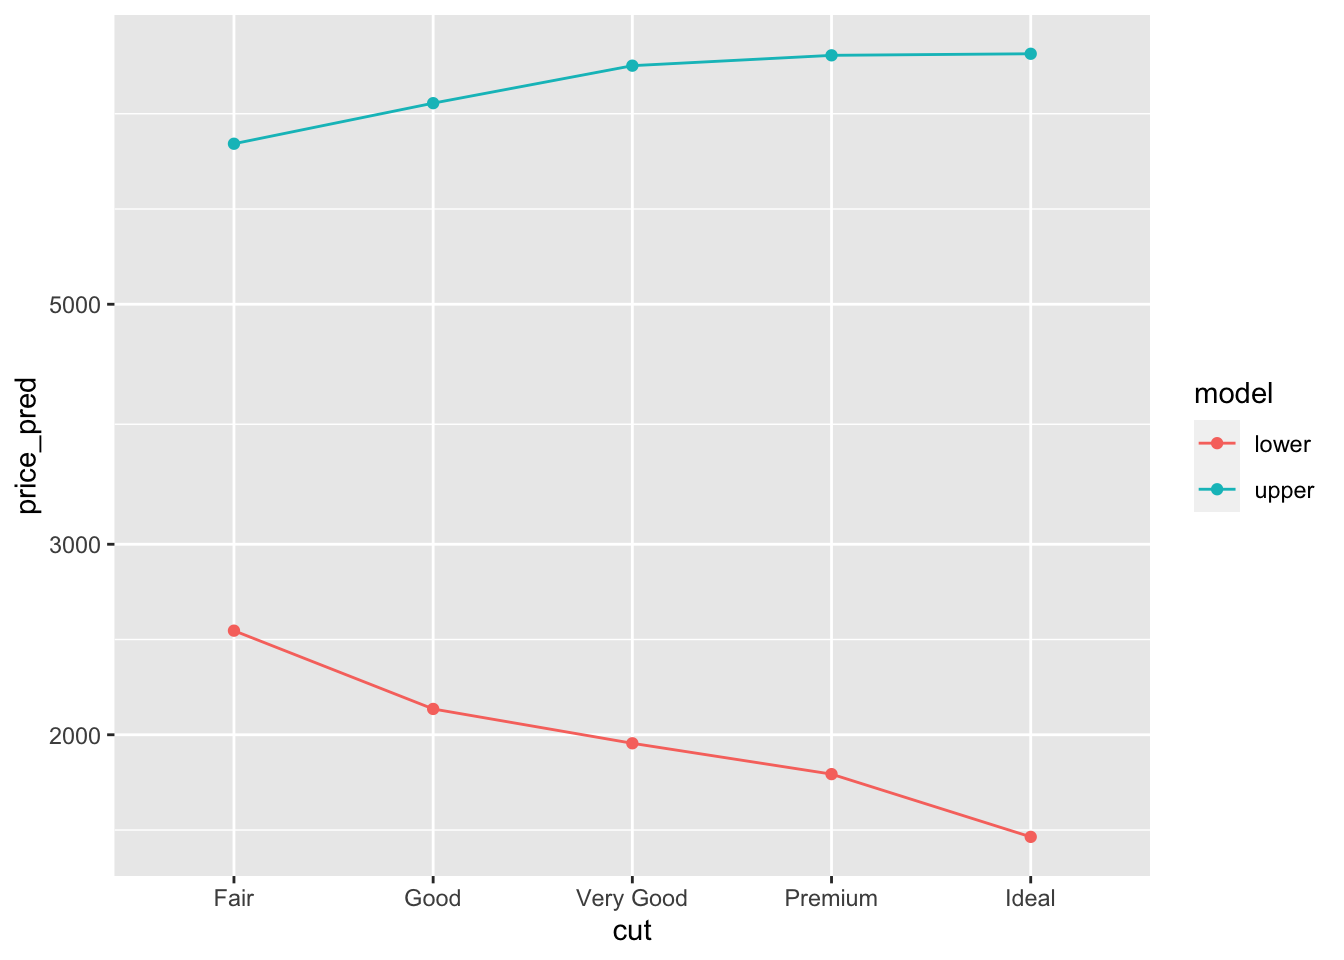 5000
3000
2000
price_pred
Fair
Good
Very Good
Premium
Ideal
cut
model
lower
upper